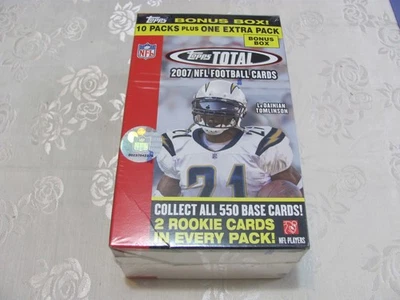 Topps BONUS BOX!
10 PACKS PLUS ONE EXTRA PACK
BONUS
BOX
NFL
Topps TOTAL
2007 NFL FOOTBALL CARDS
LaDAINIAN
TOMLINSON
21
COLLECT ALL 550 BASE CARDS!
2 ROOKIE CARDS
IN EVERY PACK!
NFL PLAYERS